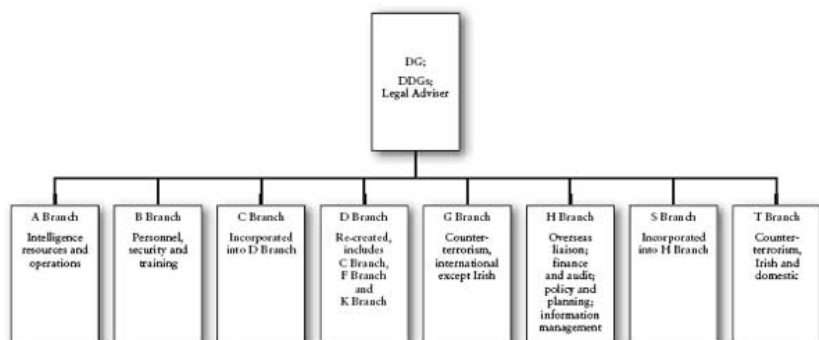 DG;
DDGs;
Legal Adviser
A Branch
Intelligence
resources and
operations
B Branch
Personnel,
security and
training
C Branch
Incorporated
into D Branch
D Branch
Re-created,
includes
C Branch,
F Branch
and
K Branch
G Branch
Counter-
terrorism,
international
except Irish
H Branch
Overseas
liaison;
finance
and audit;
policy and
planning;
information
management
S Branch
Incorporated
into H Branch
T Branch
Counter-
terrorism,
Irish and
domestic